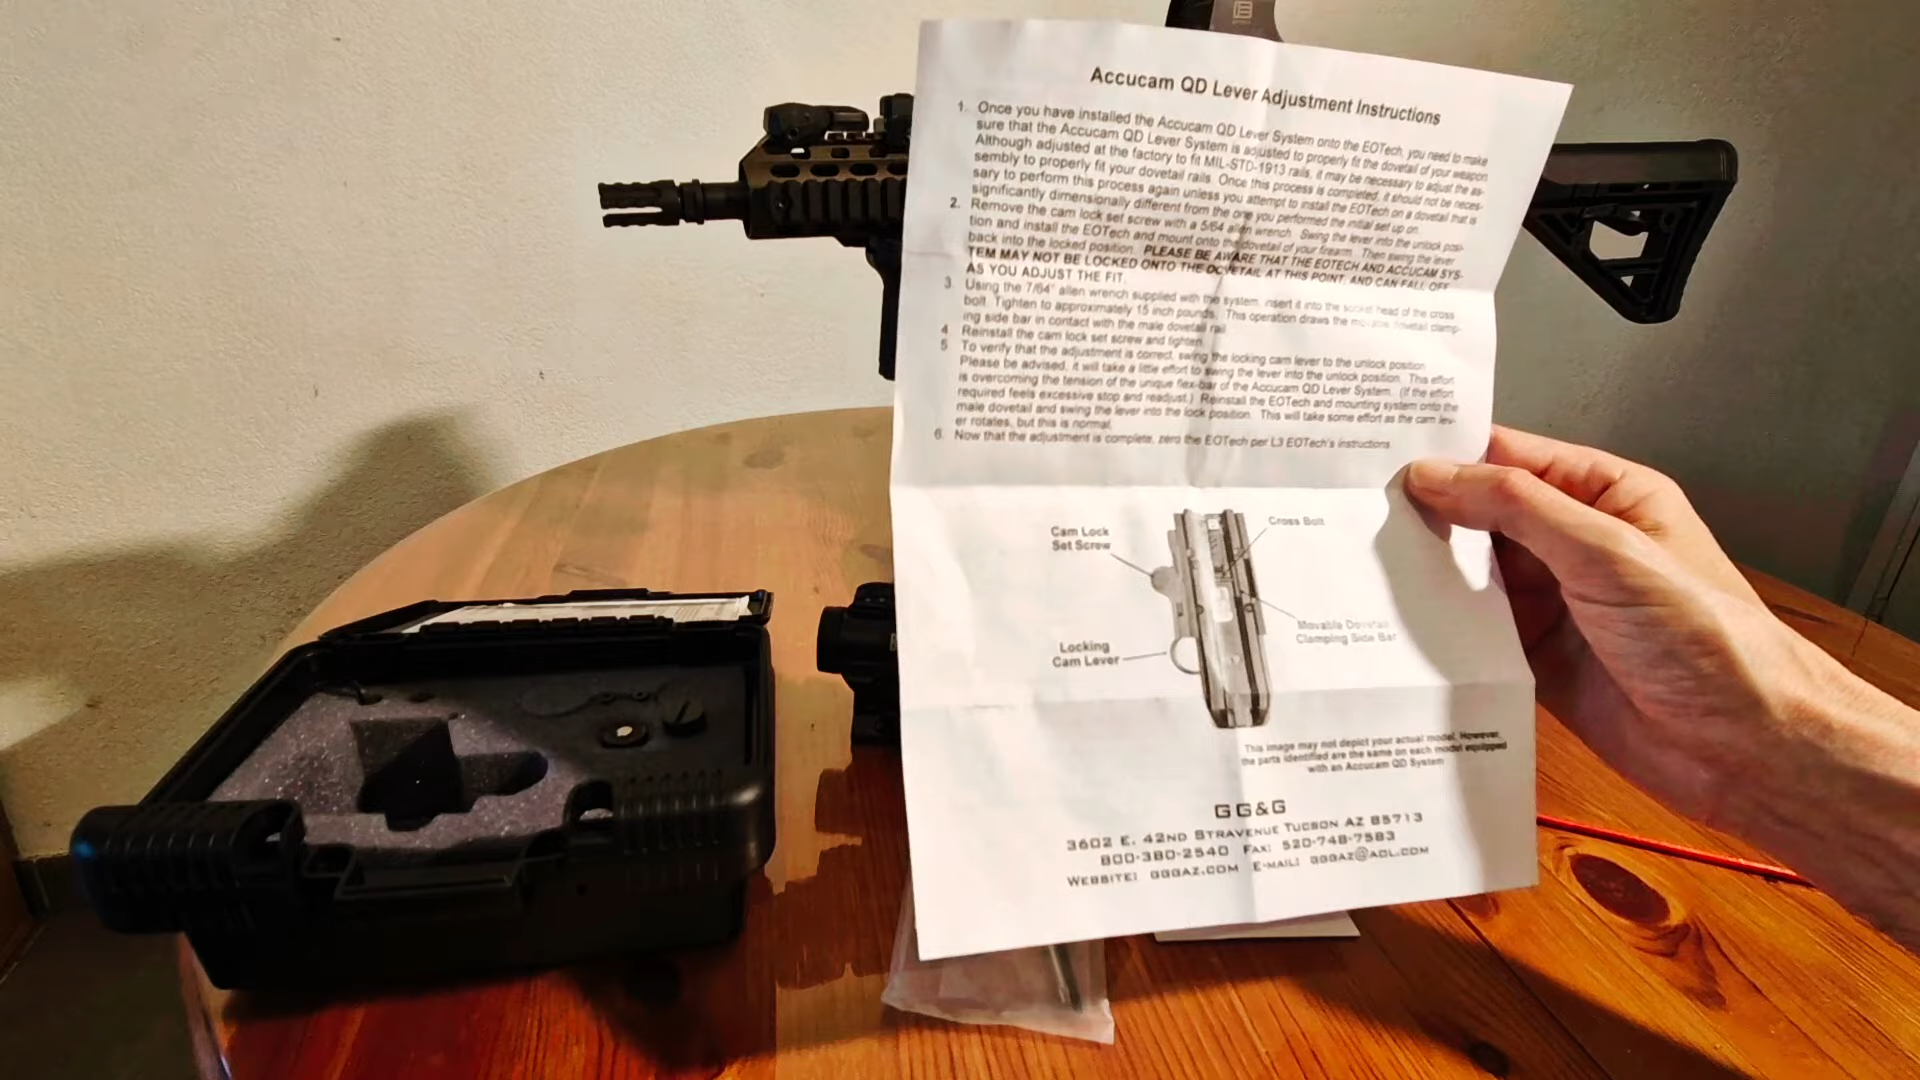 Accucam QD Lever Adjustment Instructions
1. Once you have installed the Accucam QD Lever System onto the EOTech, you need to make
sure that the Accucam QD Lever System is adjusted to properly fit the dovetail of your weapon
Although adjusted at the factory to fit MIL-STD-1913 rails, it may be necessary to adjust the as-
sembly to properly fit your dovetail rails. Once this process is completed, it should not be neces-
sary to perform this process again unless you attempt to install the EOTech on a dovetail that is
significantly dimensionally different from the one you performed the initial set up on.
2. Remove the cam lock set screw with a 5/64 allen wrench. Swing the lever into the unlock posi-
tion and install the EOTech and mount onto the dovetail of your firearm. Then swing the lever
back into the locked position. PLEASE BE AWARE THAT THE EOTECH AND ACCUCAM SYS-
TEM MAY NOT BE LOCKED ONTO THE DOVETAIL AT THIS POINT, AND CAN FALL OFF
AS YOU ADJUST THE FIT.
3. Using the 7/64" allen wrench supplied with the system, insert it into the socket head of the cross
bolt. Tighten to approximately 15 inch pounds. This operation draws the movable dovetail clamp-
ing side bar in contact with the male dovetail rail
4 Reinstall the cam lock set screw and tighten.
5 To verify that the adjustment is correct, swing the locking cam lever to the unlock position
Please be advised, it will take a little effort to swing the lever into the unlock position. This effort
is overcoming the tension of the unique flex-bar of the Accucam QD Lever System. (If the effort
required feels excessive stop and readjust.) Reinstall the EOTech and mounting system onto the
male dovetail and swing the lever into the lock position. This will take some effort as the cam lev-
er rotates, but this is normal.
6. Now that the adjustment is complete, zero the EOTech per L3 EOTech's instructions.
Cam Lock
Set Screw
Cross Bolt
Movable Dovetail
Clamping Side Bar
Locking
Cam Lever
This image may not depict your actual model. However,
the parts identified are the same on each model equipped
with an Accucam QD System
GG&G
3602 E. 42ND STRAVENUE TUCSON AZ 85713
800-380-2540 FAX: 520-748-7583
WEBSITE: GGGAZ.COM E-MAIL: GGGAZ@AOL.COM